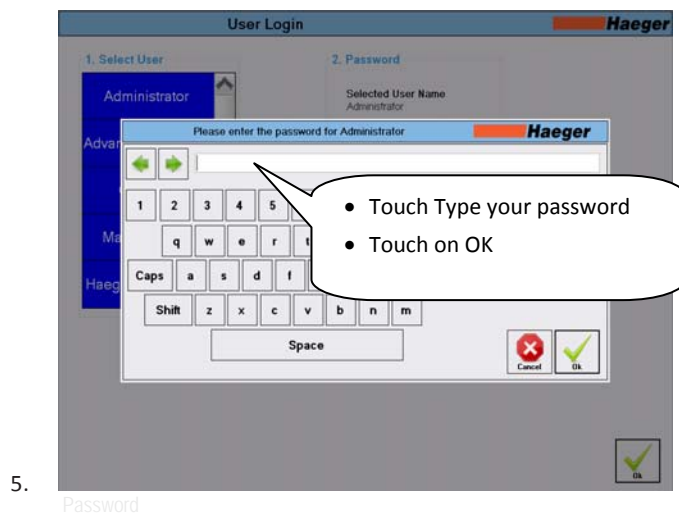 User Login
Haeger
1. Select User
2. Password
Administrator
Selected User Name
Administrator
Please enter the password for Administrator
Haeger
Advan
1 2 3 4 5
• Touch Type your password
• Touch on OK
Ma
q w e r t
Haeg
Caps a s d f
Shift z x c v b n m
Space
Cancel
Ok
Ok
5.
Password